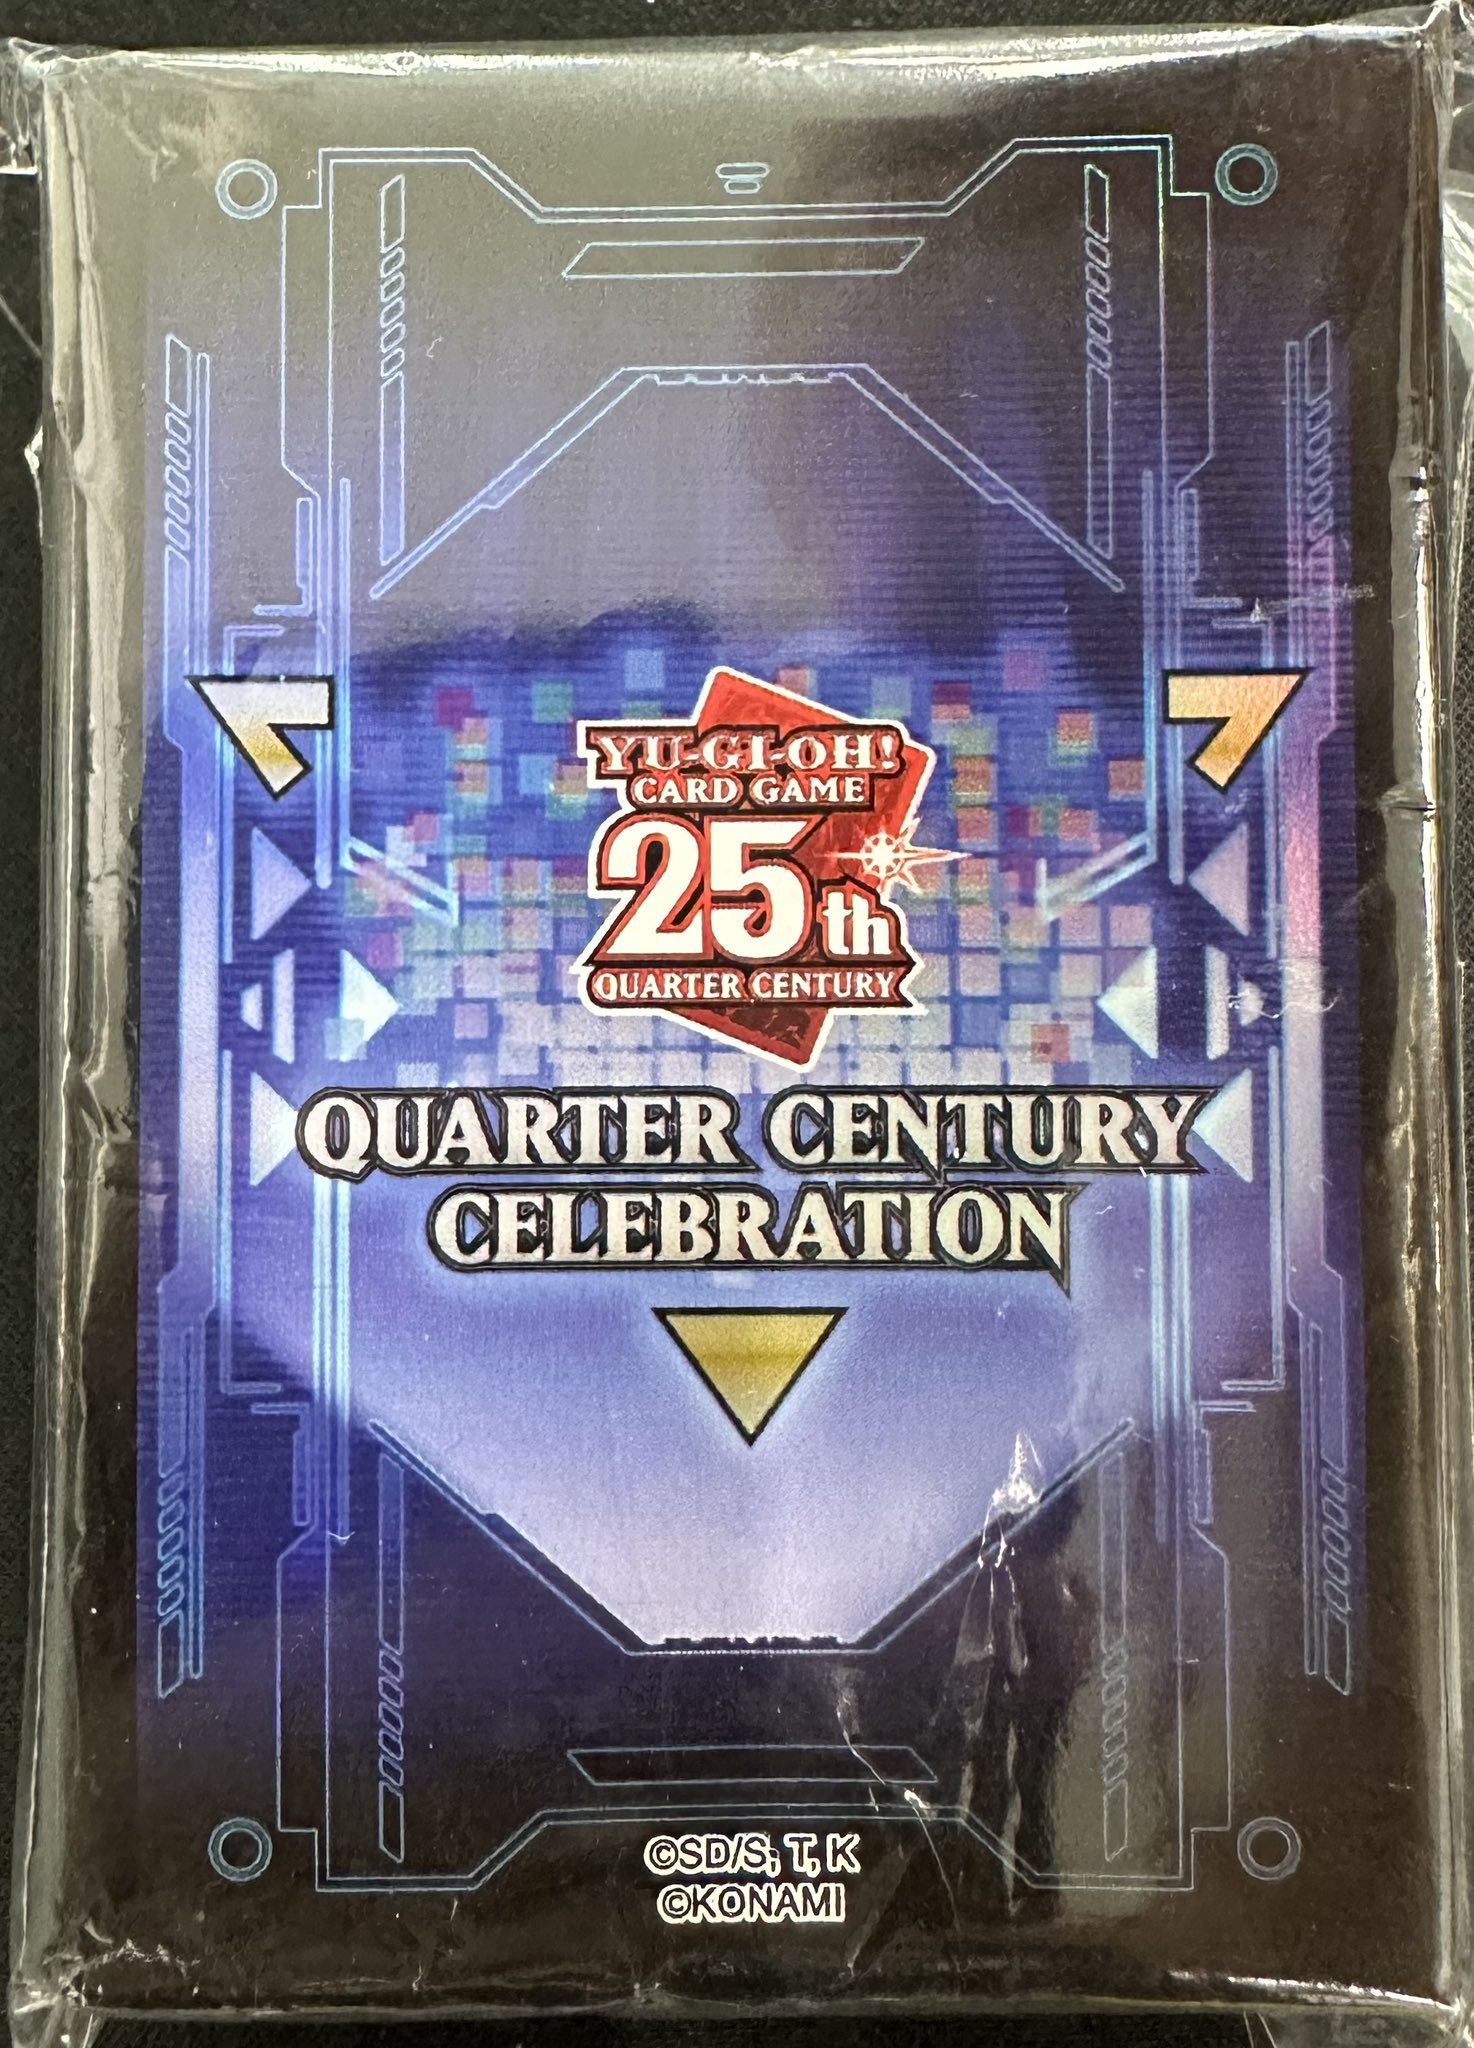 YU-GI-OH!
CARD GAME
25th
QUARTER CENTURY
QUARTER CENTURY
CELEBRATION
©SD/S, T, K
©KONAMI